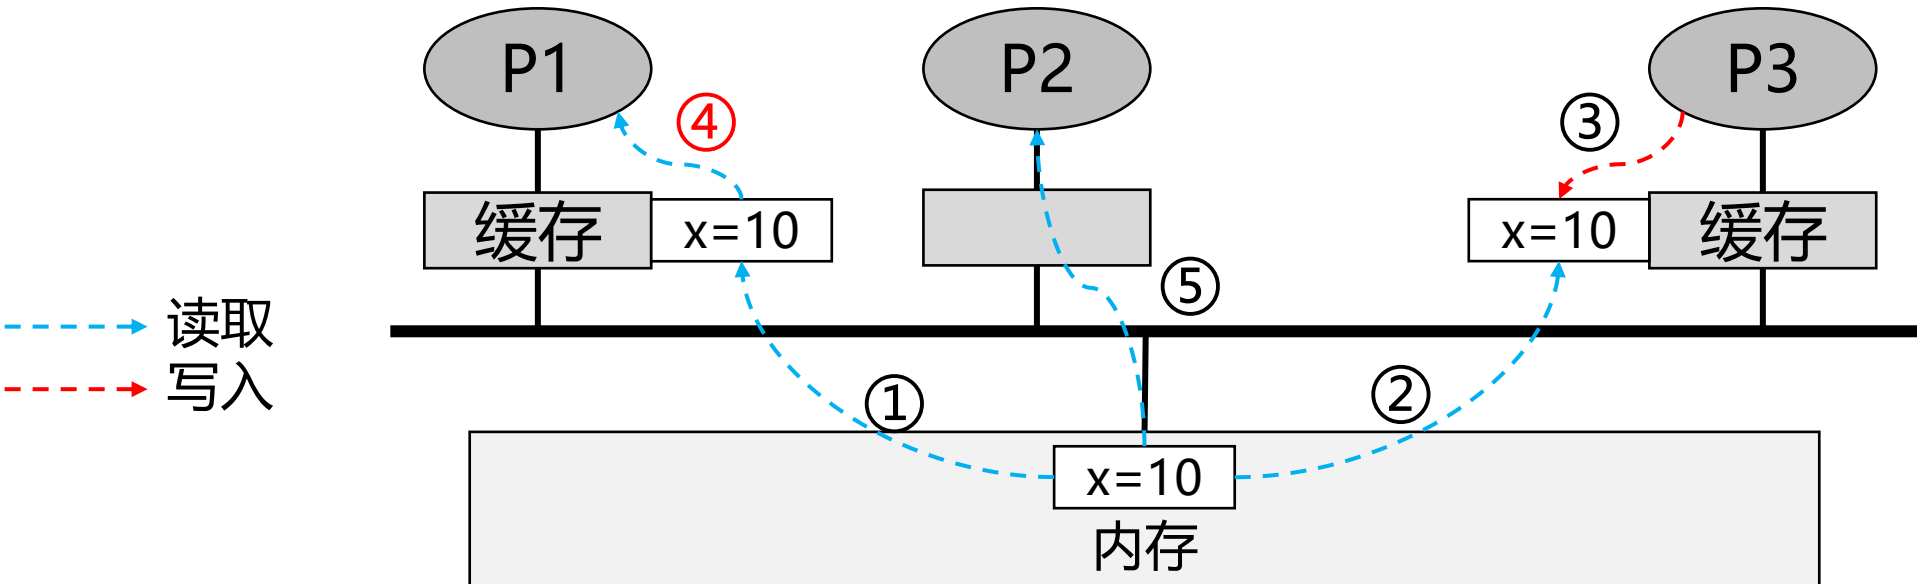 P1
P2
P3
④
③
缓存
x=10
x=10
缓存
⑤
读取
写入
①
②
x=10
内存